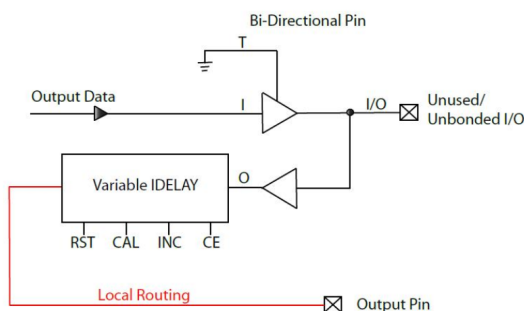 Bi-Directional Pin
T
Output Data
I
I/O
Unused/
Unbonded I/O
Variable IDELAY
O
RST CAL INC CE
Local Routing
Output Pin